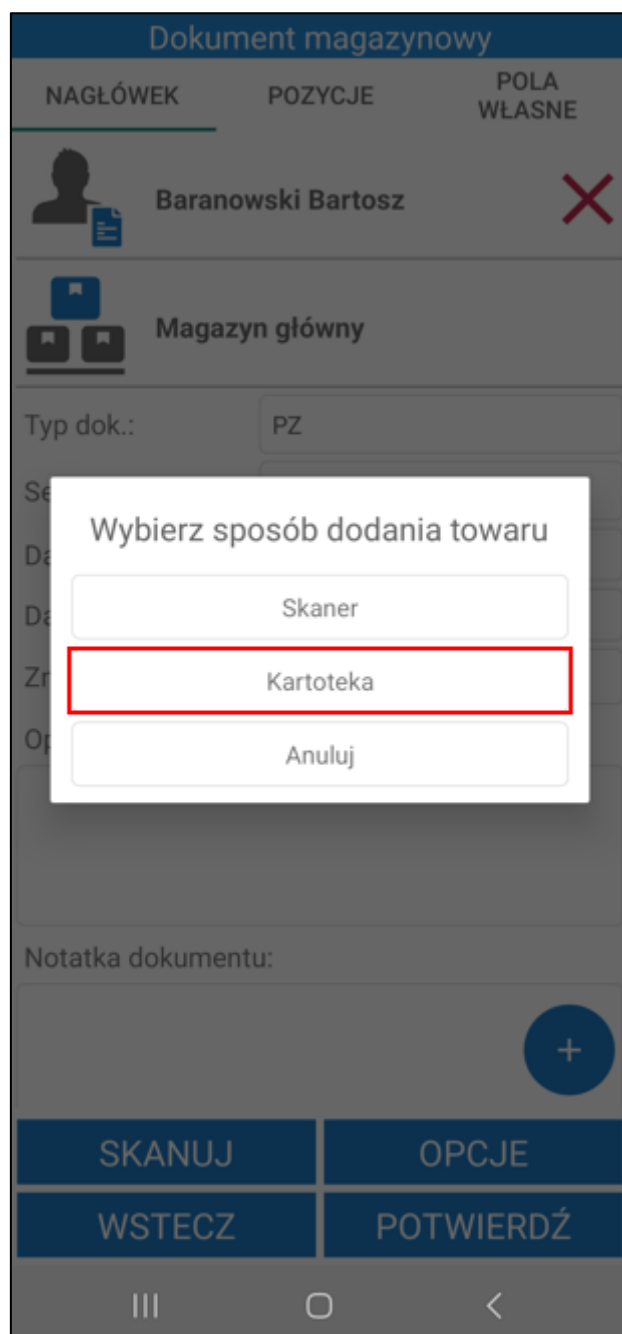 Dokument magazynowy
NAGŁÓWEK
POZYCJE
POLA
WŁASNE
Baranowski Bartosz
Magazyn główny
Typ dok.:
PZ
Wybierz sposób dodania towaru
Skaner
Kartoteka
Anuluj
Notatka dokumentu:
+
SKANUJ
OPCJE
WSTECZ
POTWIERDŹ